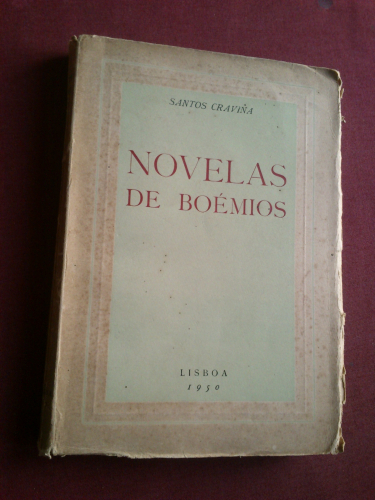 SANTOS CRAVIÑA
NOVELAS
DE BOÉMIOS
LISBOA
1950